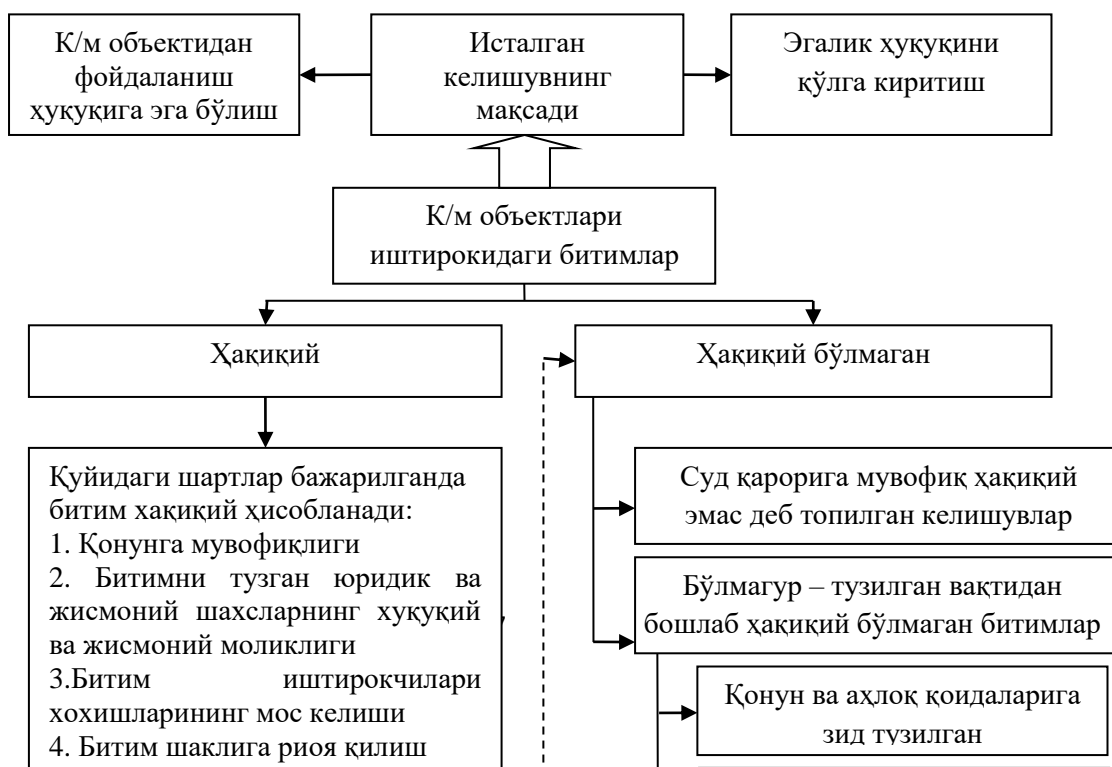 К/м объектидан
фойдаланиш
ҳуқуқига эга бўлиш
Исталган
келишувнинг
мақсади
Эгалик ҳуқуқини
қўлга киритиш
К/м объектлари
иштирокидаги битимлар
Ҳақиқий
Ҳақиқий бўлмаган
Қуйидаги шартлар бажарилганда
битим хақиқий ҳисобланади:
1. Қонунга мувофиқлиги
2. Битимни тузган юридик ва
жисмоний шахсларнинг хуқуқий
ва жисмоний моликлиги
3.Битим иштирокчилари
хохишларининг мос келиши
4. Битим шаклига риоя қилиш
Суд қарорига мувофиқ ҳақиқий
эмас деб топилган келишувлар
Бўлмагур – тузилган вақтидан
бошлаб ҳақиқий бўлмаган битимлар
Қонун ва аҳлоқ қоидаларига
зид тузилган